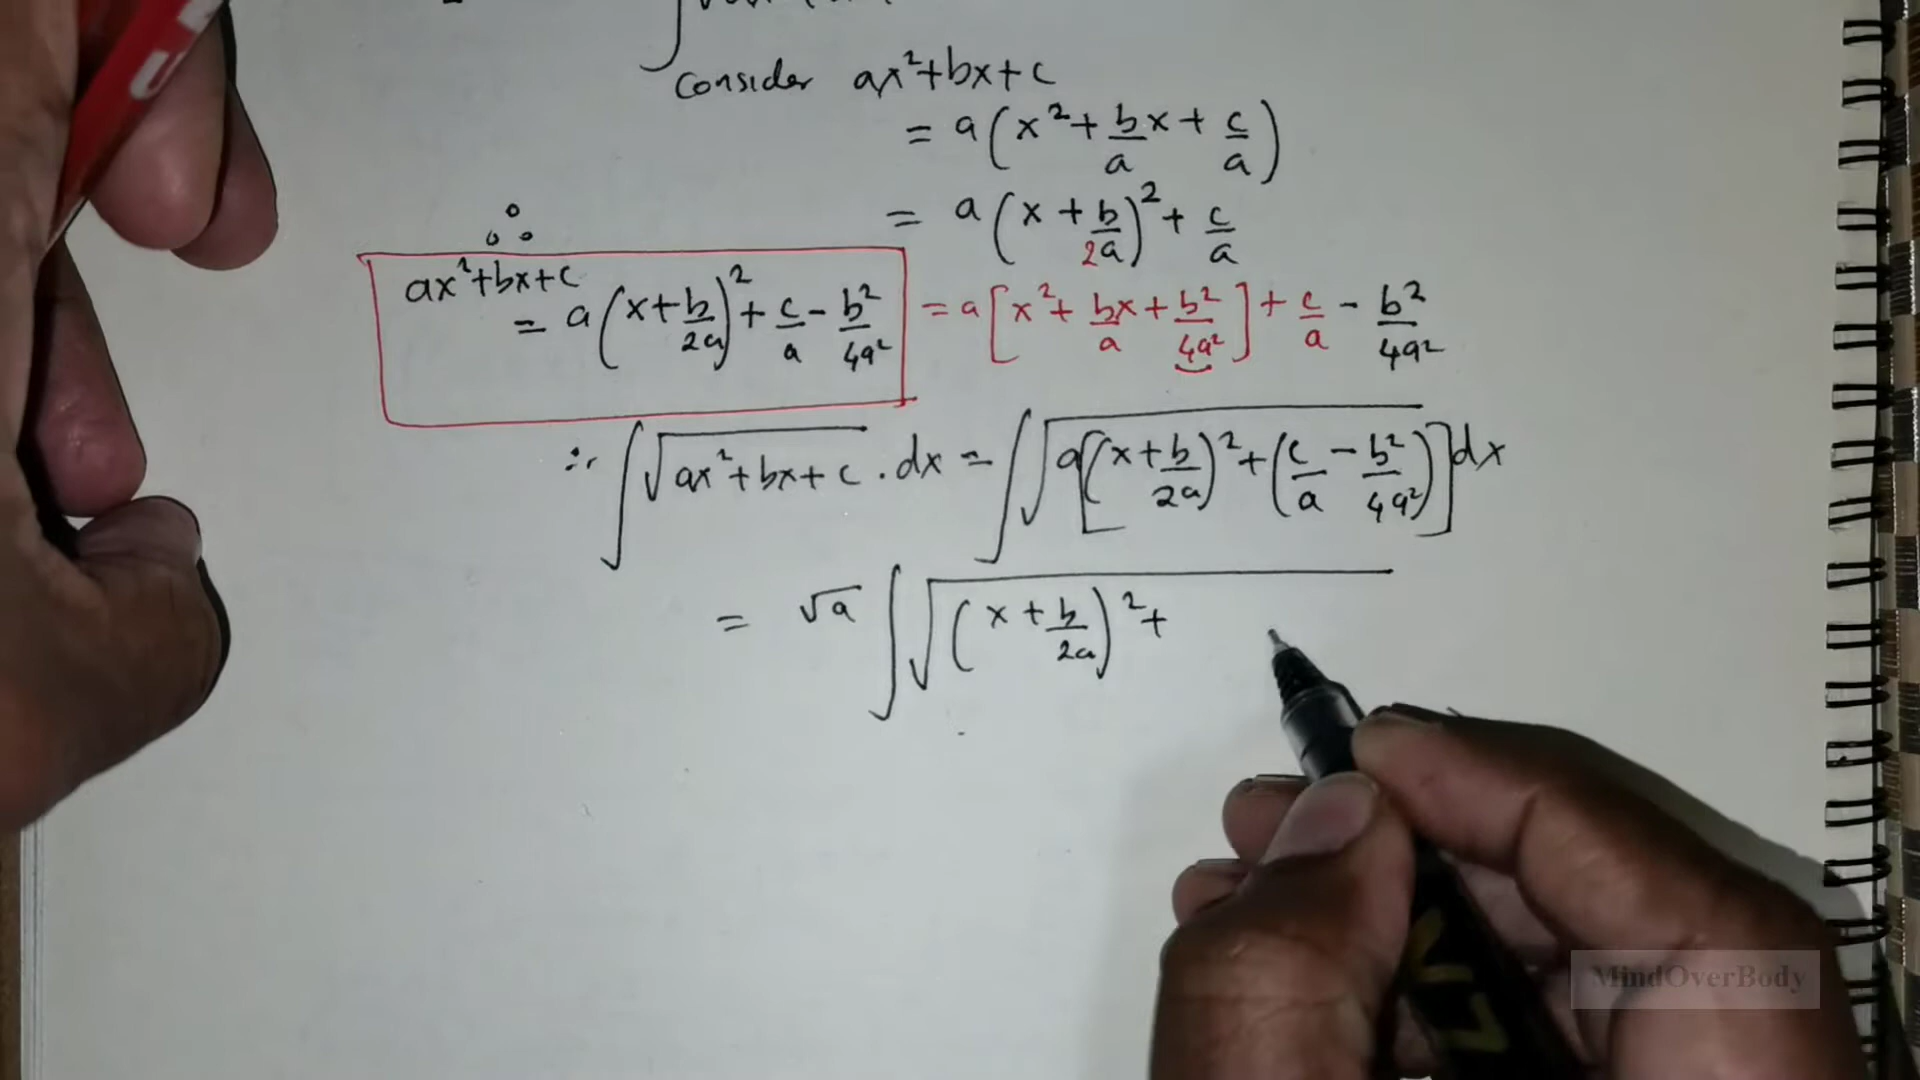 Consider ax²+bx+c
= a(x²+b/a x+c/a)
= a(x+b/2a)²+c/a
∴
ax²+bx+c
= a(x+b/2a)²+c/a-b²/4a² = a[x²+bx/a+b²/4a²]+c/a-b²/4a²
∴ ∫√ax²+bx+c . dx = ∫√a[(x+b/2a)²+(c/a-b²/4a²)]dx
= √a ∫√(x+b/2a)²+
MindOverBody